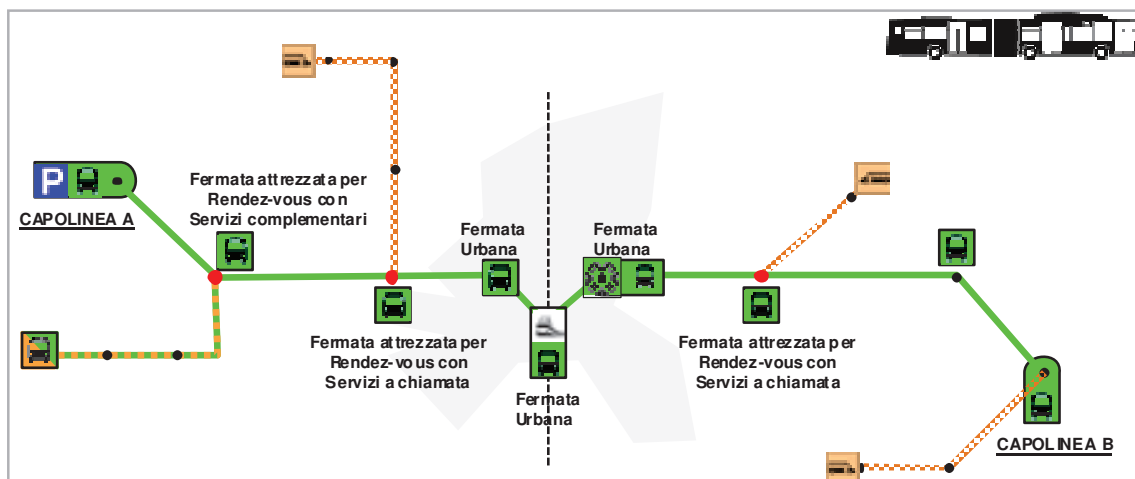 P
CAPOLINEA A
Fermata attrezzata per
Rendez-vous con
Servizi complementari
Fermata
Urbana
Fermata
Urbana
Fermata attrezzata per
Rendez-vous con
Servizi a chiamata
Fermata
Urbana
Fermata attrezzata per
Rendez-vous con
Servizi a chiamata
CAPOLINEA B